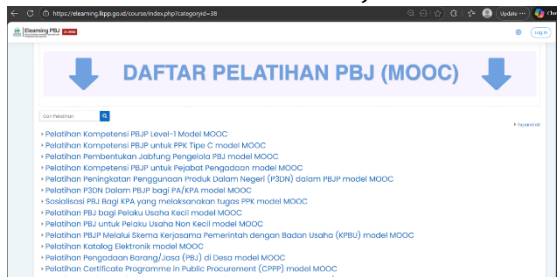 https://elearning.lkpp.go.id/course/index.php?categoryid=38
Update
Elearning PBJ
Log in
DAFTAR PELATIHAN PBJ (MOOC)
Cari Pelatihan
Expand all
Pelatihan Kompetensi PBJP Level-1 Model MOOC
Pelatihan Kompetensi PBJP untuk PPK Tipe C model MOOC
Pelatihan Pembentukan Jabfung Pengelola PBJ model MOOC
Pelatihan Kompetensi PBJP untuk Pejabat Pengadaan model MOOC
Pelatihan Peningkatan Penggunaan Produk Dalam Negeri (P3DN) dalam PBJP model MOOC
Pelatihan P3DN Dalam PBJP bagi PA/KPA model MOOC
Sosialisasi PBJ Bagi KPA yang melaksanakan tugas PPK model MOOC
Pelatihan PBJ bagi Pelaku Usaha Kecil model MOOC
Pelatihan PBJ untuk Pelaku Usaha Non Kecil model MOOC
Pelatihan PBJP Melalui Skema Kerjasama Pemerintah dengan Badan Usaha (KPBU) model MOOC
Pelatihan Katalog Elektronik model MOOC
Pelatihan Pengadaan Barang/Jasa (PBJ) di Desa model MOOC
Pelatihan Certificate Programme in Public Procurement (CPPP) model MOOC